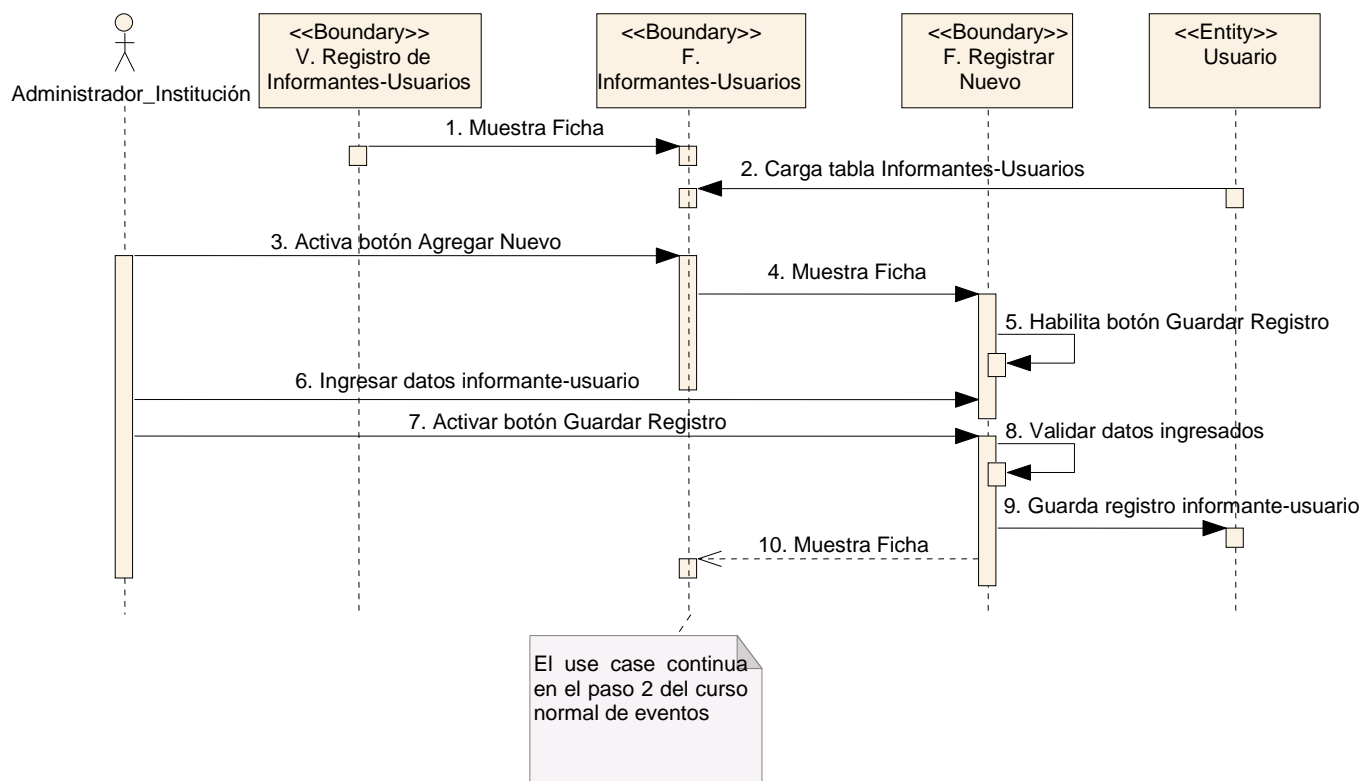 Administrador_Institución
<<Boundary>>
V. Registro de
Informantes-Usuarios
<<Boundary>>
F.
Informantes-Usuarios
<<Boundary>>
F. Registrar
Nuevo
<<Entity>>
Usuario
1. Muestra Ficha
2. Carga tabla Informantes-Usuarios
3. Activa botón Agregar Nuevo
4. Muestra Ficha
5. Habilita botón Guardar Registro
6. Ingresar datos informante-usuario
7. Activar botón Guardar Registro
8. Validar datos ingresados
9. Guarda registro informante-usuario
10. Muestra Ficha
El use case continua
en el paso 2 del curso
normal de eventos